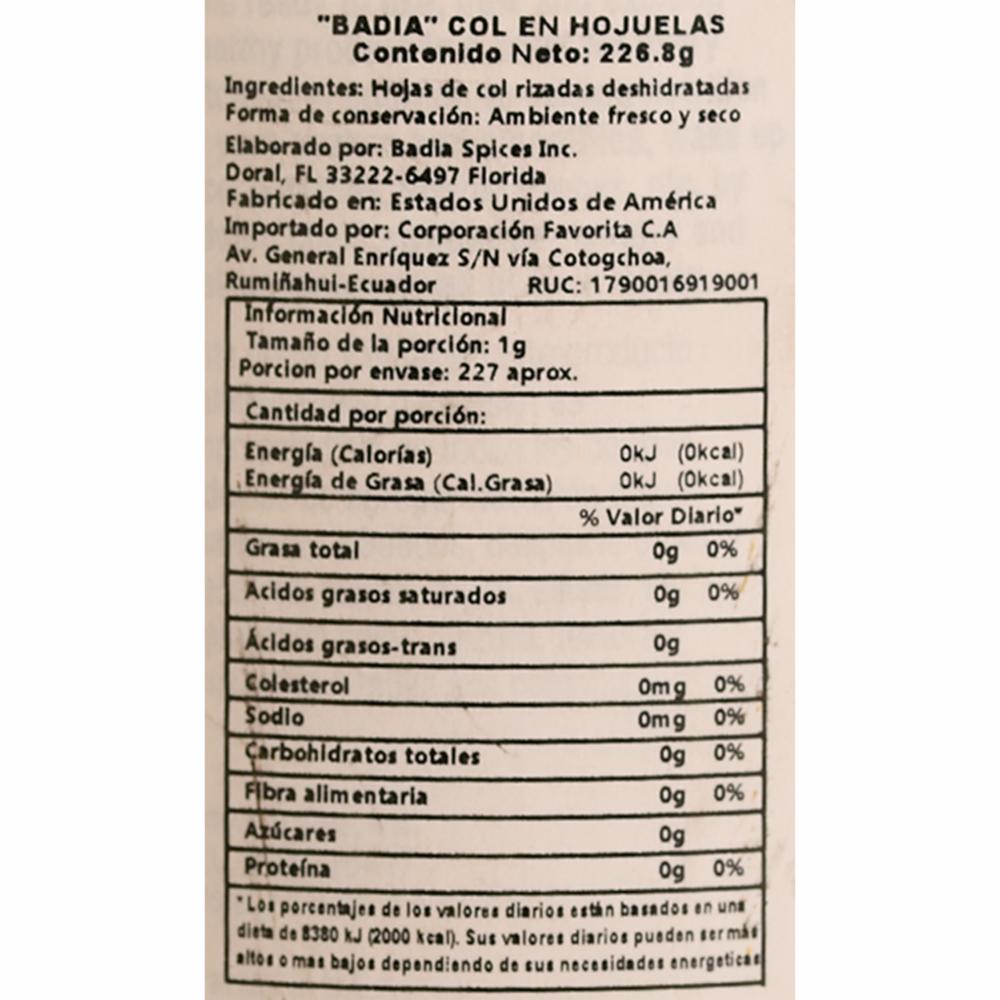 "BADIA" COL EN HOJUELAS
Contenido Neto: 226.8g
Ingredientes: Hojas de col rizadas deshidratadas
Forma de conservación: Ambiente fresco y seco
Elaborado por: Badia Spices Inc.
Doral, FL 33222-6497 Florida
Fabricado en: Estados Unidos de América
Importado por: Corporación Favorita C.A
Av. General Enríquez S/N vía Cotogchoa,
Rumiñahui-Ecuador RUC: 1790016919001
Información Nutricional
Tamaño de la porción: 1g
Porcion por envase: 227 aprox.
Cantidad por porción:
Energía (Calorías) 0kJ (0kcal)
Energía de Grasa (Cal.Grasa) 0kJ (0kcal)
% Valor Diario*
Grasa total 0g 0%
Acidos grasos saturados 0g 0%
Ácidos grasos-trans 0g
Colesterol 0mg 0%
Sodio 0mg 0%
Carbohidratos totales 0g 0%
Fibra alimentaria 0g 0%
Azúcares 0g
Proteína 0g 0%
*Los porcentajes de los valores diarios están basados en una
dieta de 8380 kJ (2000 kcal). Sus valores diarios pueden ser más
altos o mas bajos dependiendo de sus necesidades energeticas